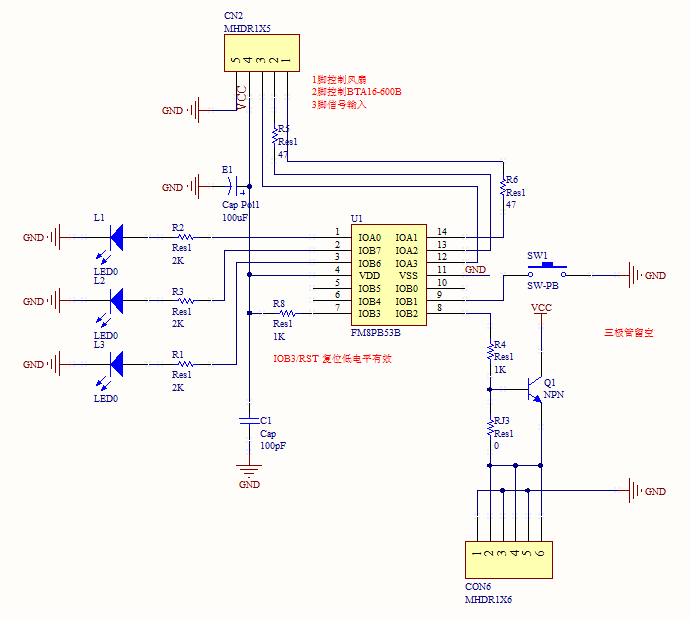 CN2
MHDR1X5
5 4 3 2 1
1脚控制风扇
2脚控制BTA16-600B
3脚信号输入
VCC
GND
R5
Res1
47
E1
GND
Cap Pol1
100uF
R6
Res1
47
U1
L1
R2
GND
Res1
2K
LED0
1 IOA0 IOA1 14
2 IOB7 IOA2 13
3 IOB6 IOA3 12
4 VDD VSS 11 GND
5 IOB5 IOB0 10
6 IOB4 IOB1 9
7 IOB3 IOB2 8
FM8PB53B
SW1
SW-PB
GND
L2
R3
GND
Res1
2K
LED0
R8
Res1
1K
VCC
三极管留空
L3
R1
GND
Res1
2K
LED0
IOB3/RST 复位低电平有效
R4
Res1
1K
Q1
NPN
C1
Cap
100pF
GND
RJ3
Res1
0
GND
1 2 3 4 5 6
CON6
MHDR1X6